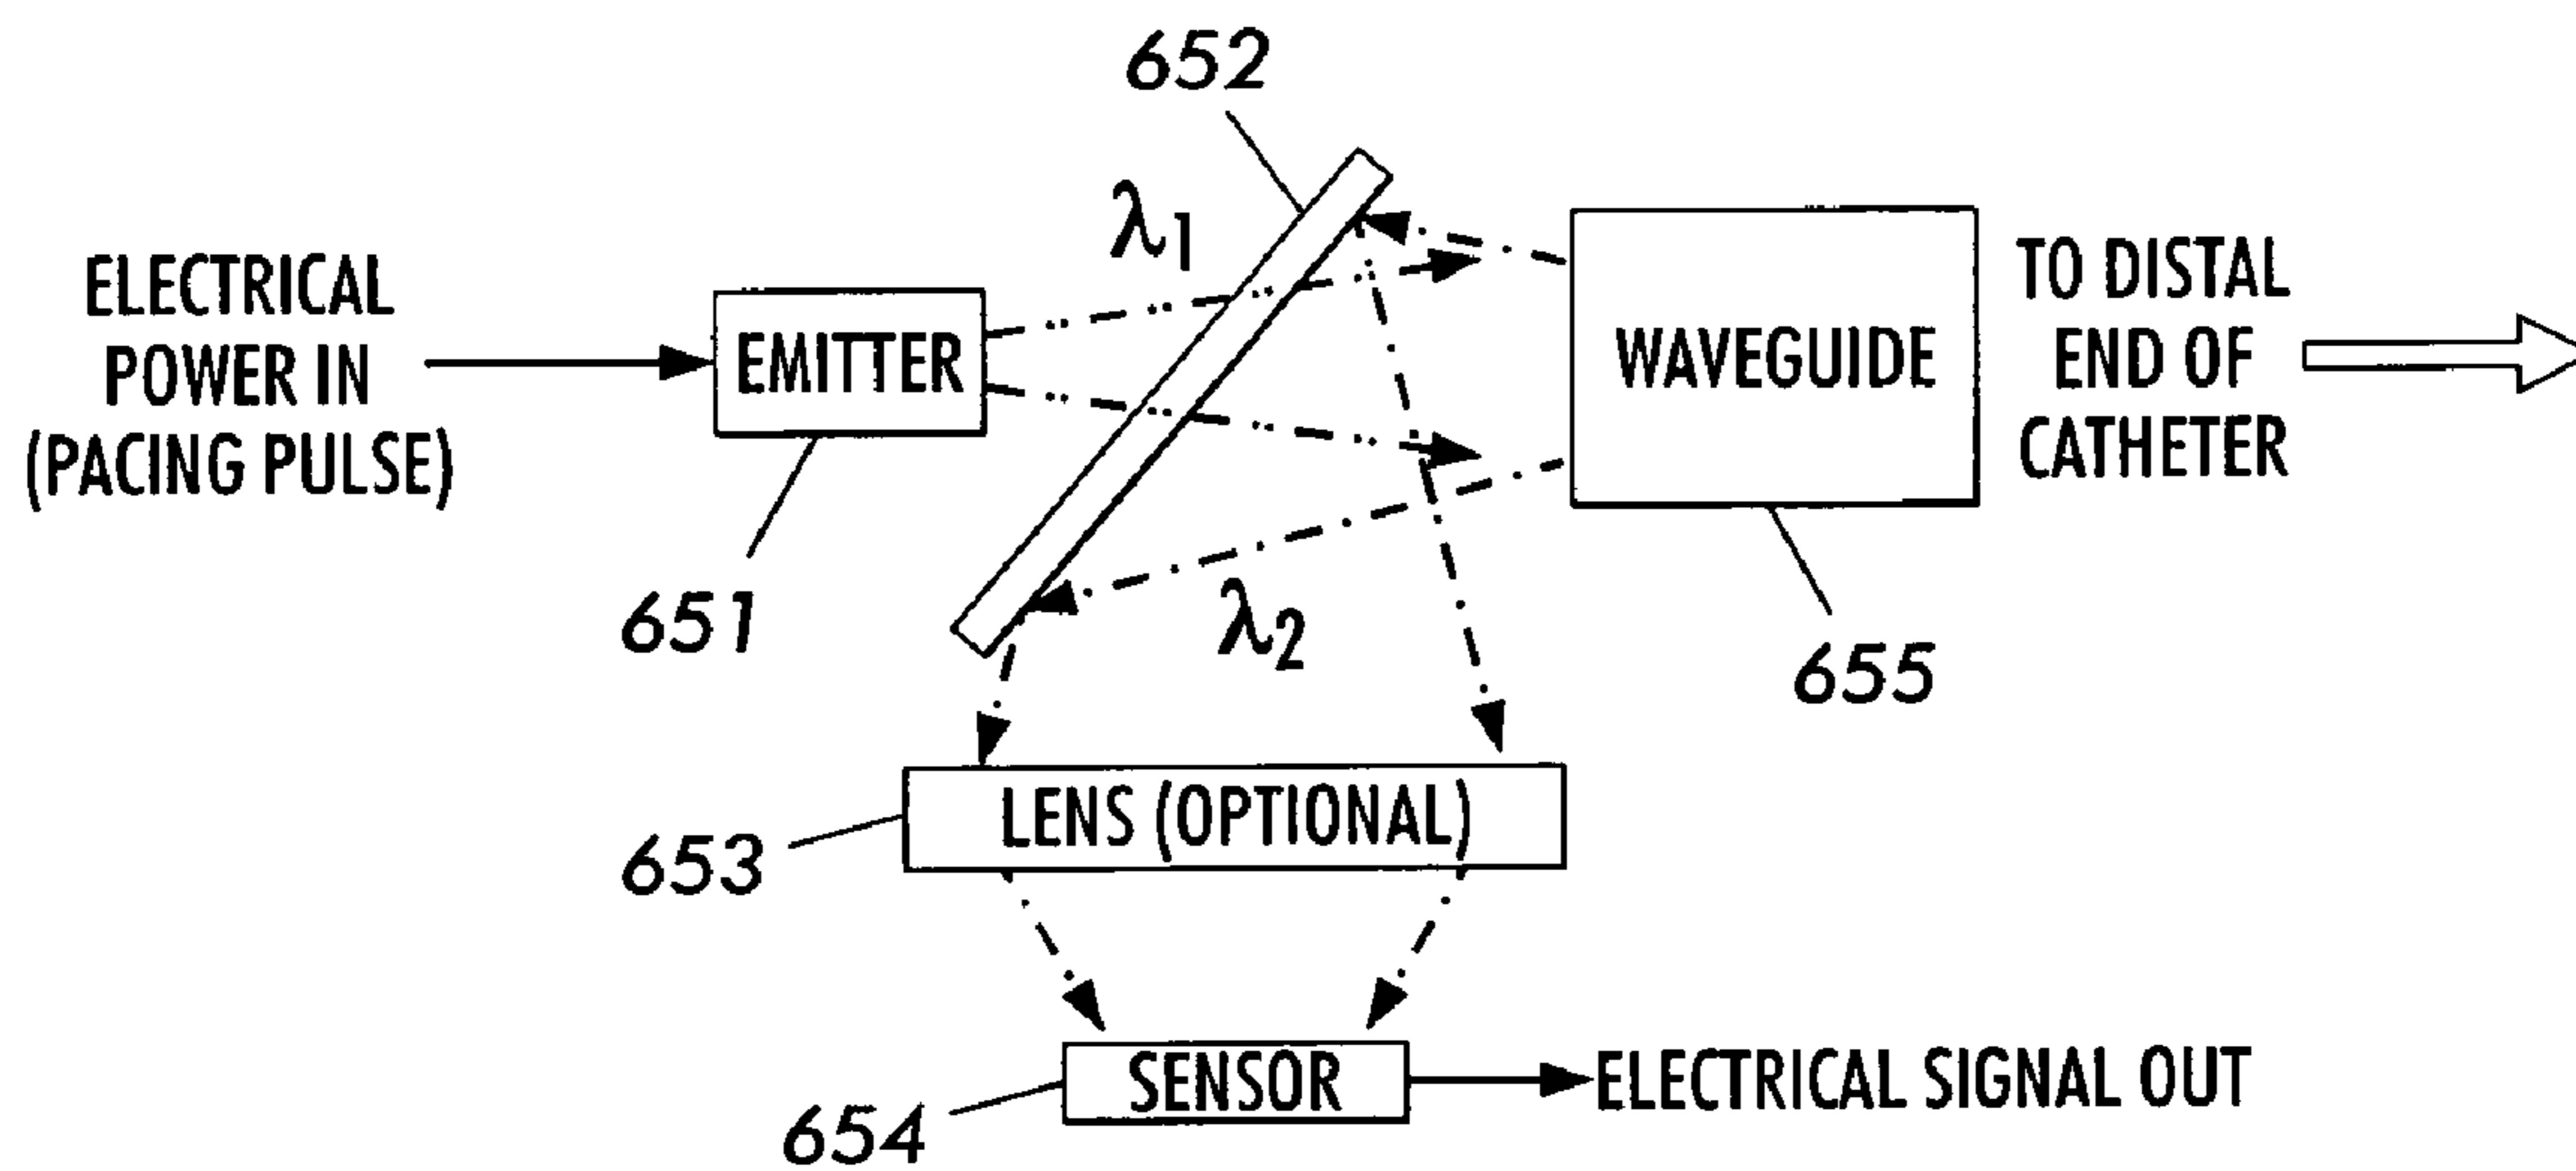 652
λ1
ELECTRICAL
POWER IN
(PACING PULSE)
EMITTER
WAVEGUIDE
TO DISTAL
END OF
CATHETER
651
λ2
655
LENS (OPTIONAL)
653
SENSOR
ELECTRICAL SIGNAL OUT
654